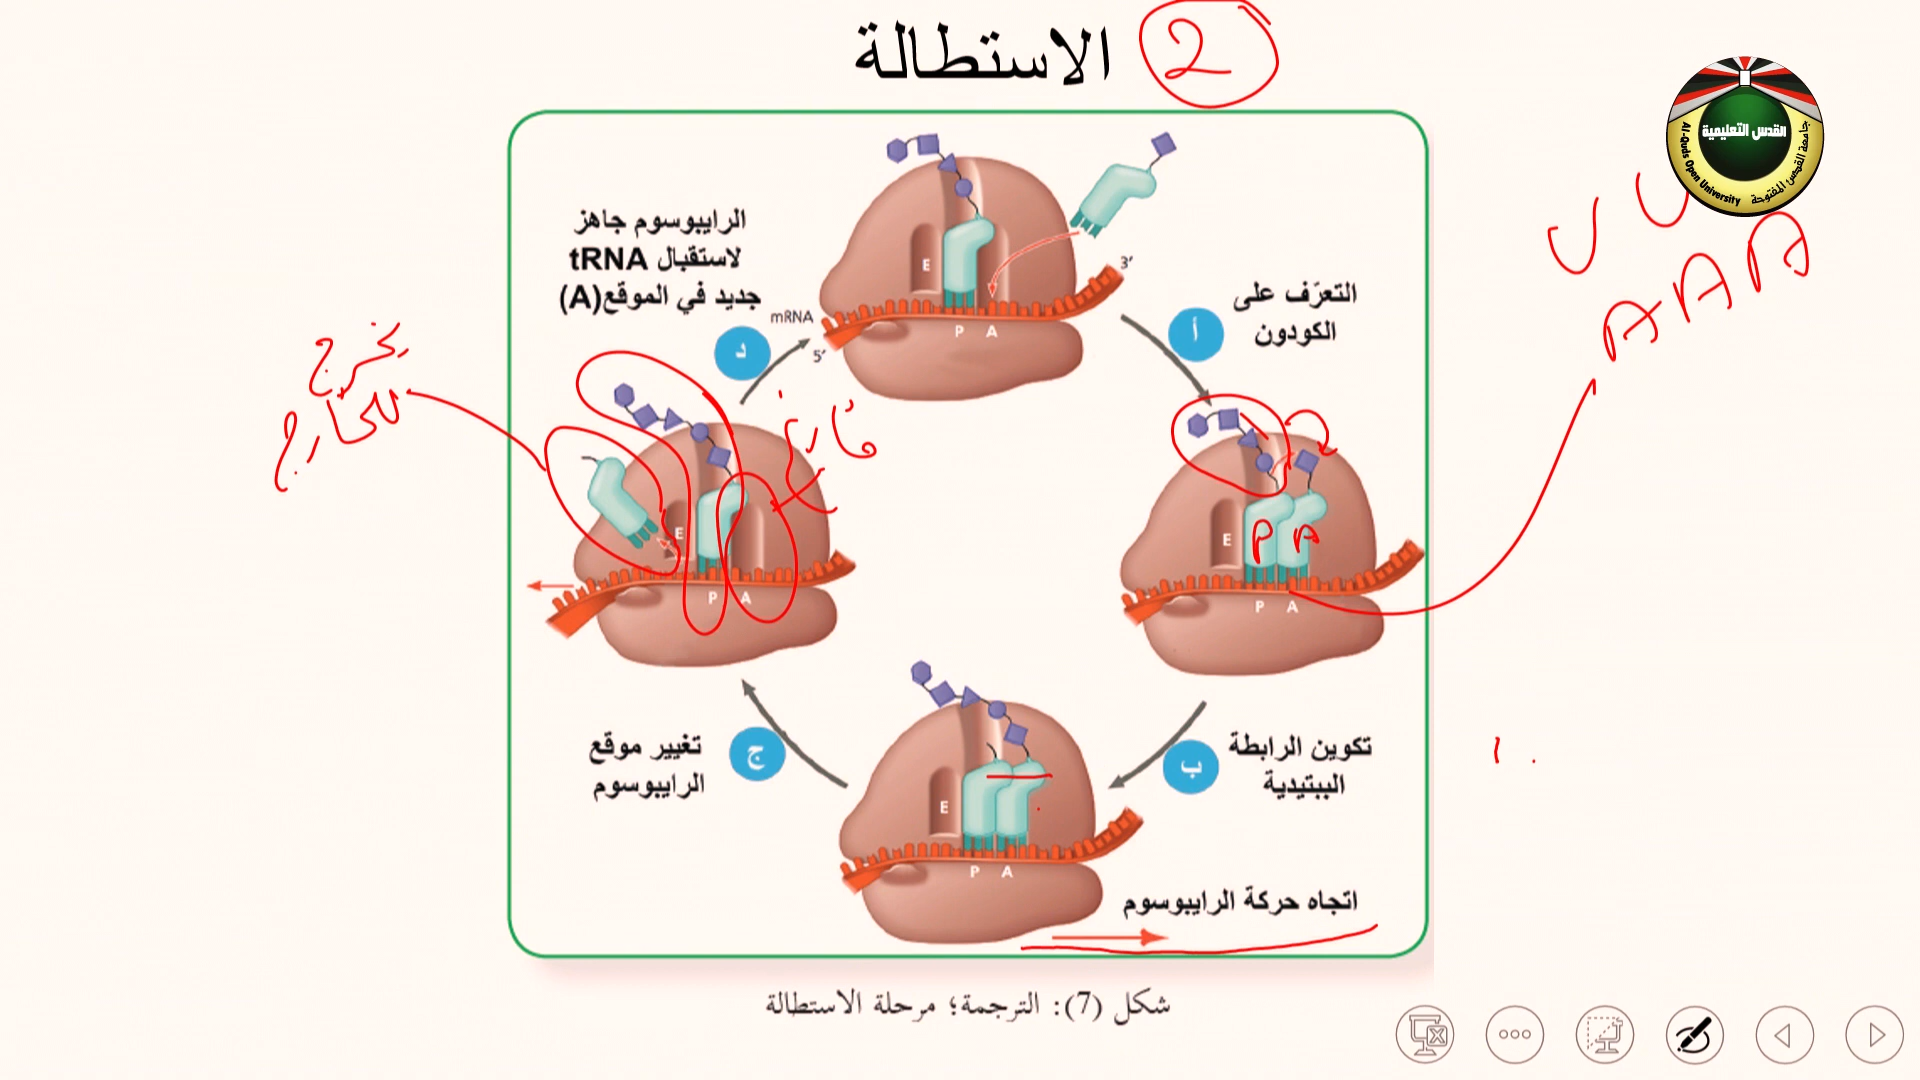 الاستطالة 2
القدس التعليمية
جامعة القدس المفتوحة
Al-Quds Open University
الرايبوسوم جاهز
لاستقبال tRNA
جديد في الموقع(A)
mRNA
5′
3′
E
P A
أ
التعرّف على
الكودون
U U
A A A
د
يخرج
للخارج
فارغ
E
P A
P A
E
P A
ب
تكوين الرابطة
الببتيدية
ج
تغيير موقع
الرايبوسوم
E
P A
اتجاه حركة الرايبوسوم
شكل (7): الترجمة؛ مرحلة الاستطالة